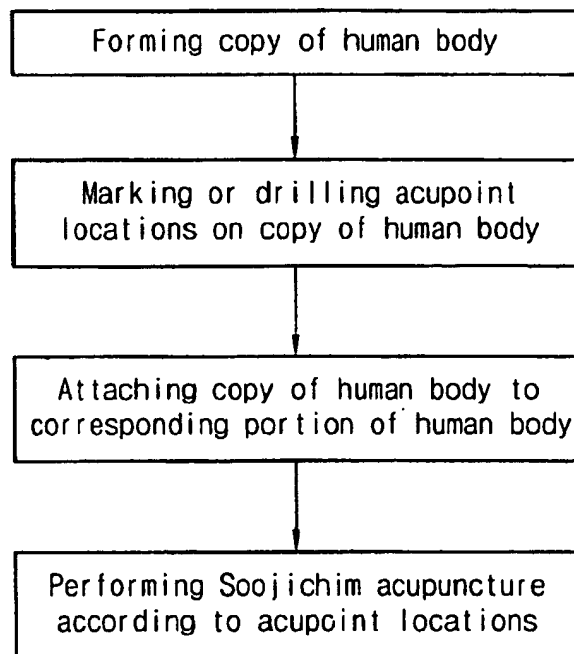 Forming copy of human body
Marking or drilling acupoint
locations on copy of human body
Attaching copy of human body to
corresponding portion of human body
Performing Soojichim acupuncture
according to acupoint locations